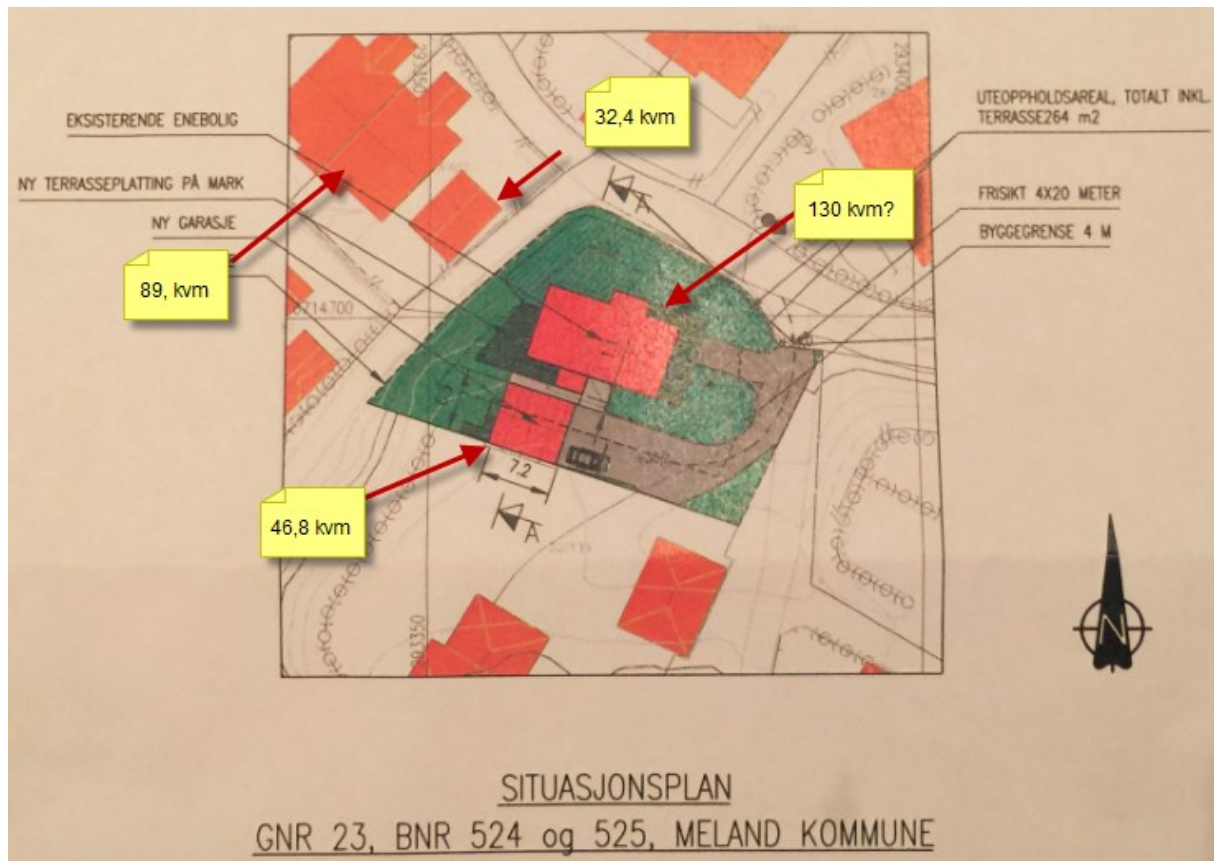 EKSISTERENDE ENEBOLIG
NY TERRASSEPLATTING PÅ MARK
NY GARASJE
89, kvm
32,4 kvm
130 kvm?
46,8 kvm
UTEOPPHOLDSAREAL, TOTALT INKL.
TERRASSE264 m2
FRISIKT 4X20 METER
BYGGEGRENSE 4 M
A
7.2
A
N
SITUASJONSPLAN
GNR 23, BNR 524 og 525, MELAND KOMMUNE